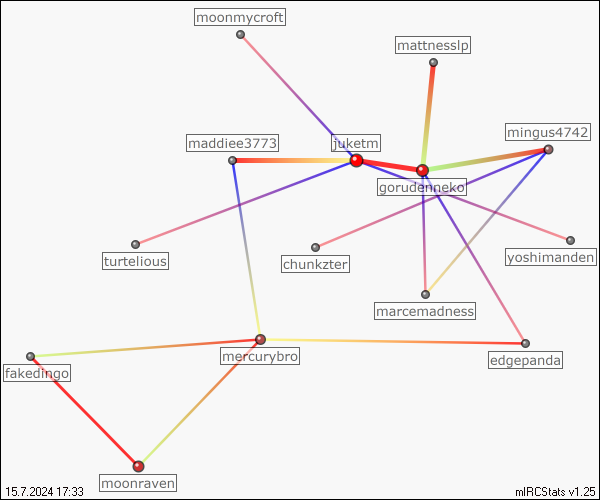 moonmycroft
mattnesslp
mingus4742
maddiee3773
juketm
gorudenneko
turtelious
chunkzter
yoshimanden
marcemadness
mercurybro
edgepanda
fakedingo
moonraven
15.7.2024 17:33
mIRCStats v1.25